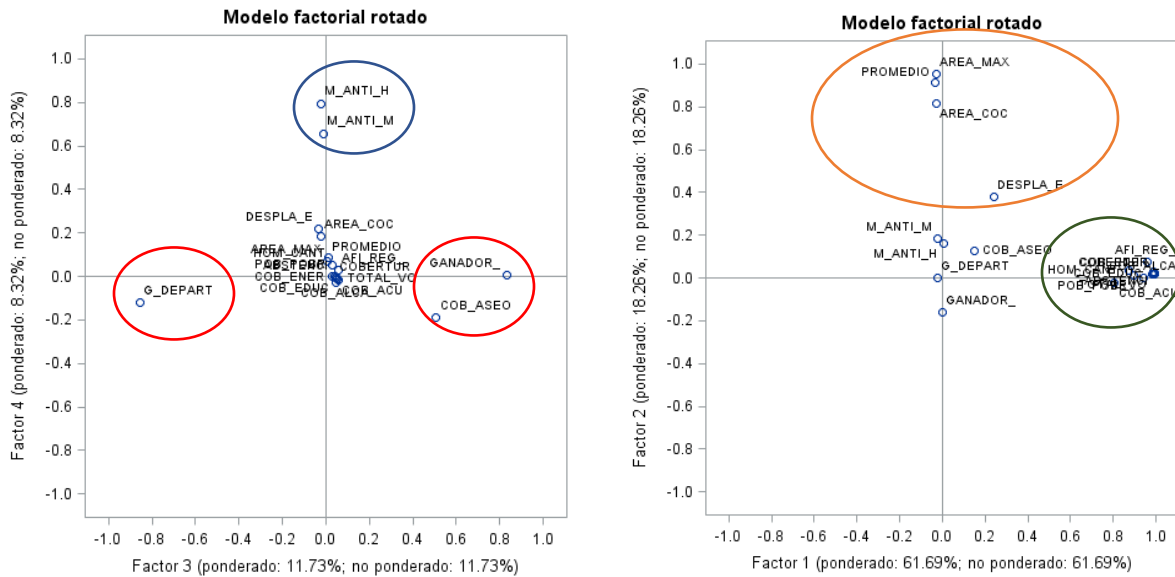 Modelo factorial rotado
1.0
0.8
0.6
0.4
0.2
0.0
-0.2
-0.4
-0.6
-0.8
-1.0
Factor 4 (ponderado: 8.32%; no ponderado: 8.32%)
M_ANTI_H
M_ANTI_M
DESPLA_E
AREA_COC
AREA_MAX
PROMEDIO
HOM_CANT
AFI_REG_
COBERTUR
GANADOR_
COB_ENER
TOTAL_VO
G_DEPART
COB_EDUC
COB_ALCA
COB_ACU
COB_ASEO
-1.0 -0.8 -0.6 -0.4 -0.2 0.0 0.2 0.4 0.6 0.8 1.0
Factor 3 (ponderado: 11.73%; no ponderado: 11.73%)
Modelo factorial rotado
1.0
0.8
0.6
0.4
0.2
0.0
-0.2
-0.4
-0.6
-0.8
-1.0
Factor 2 (ponderado: 18.26%; no ponderado: 18.26%)
AREA_MAX
PROMEDIO
AREA_COC
DESPLA_E
M_ANTI_M
COB_ASEO
AFI_REG_
M_ANTI_H
G_DEPART
GANADOR_
-1.0 -0.8 -0.6 -0.4 -0.2 0.0 0.2 0.4 0.6 0.8 1.0
Factor 1 (ponderado: 61.69%; no ponderado: 61.69%)